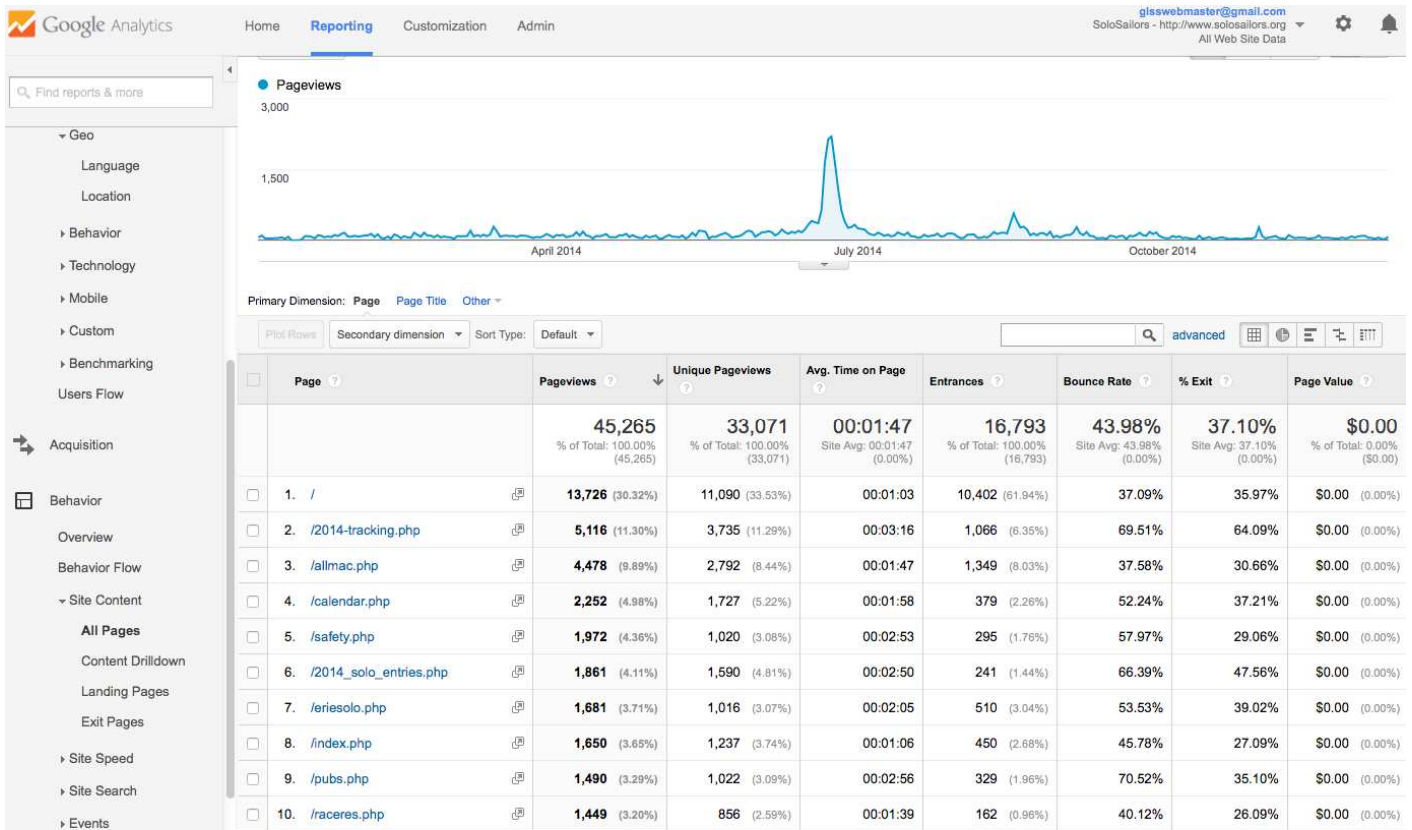 Google Analytics
Home Reporting Customization Admin
glsswebmaster@gmail.com
SoloSailors - http://www.solosailors.org
All Web Site Data
Find reports & more
Geo
Language
Location
Behavior
Technology
Mobile
Custom
Benchmarking
Users Flow
Acquisition
Behavior
Overview
Behavior Flow
Site Content
All Pages
Content Drilldown
Landing Pages
Exit Pages
Site Speed
Site Search
Events
Pageviews
3,000
1,500
April 2014 July 2014 October 2014
Primary Dimension: Page Page Title Other
Plot Rows Secondary dimension Sort Type: Default advanced
Page ? Pageviews ? Unique Pageviews ? Avg. Time on Page ? Entrances ? Bounce Rate ? % Exit ? Page Value ?
45,265 33,071 00:01:47 16,793 43.98% 37.10% $0.00
% of Total: 100.00% % of Total: 100.00% Site Avg: 00:01:47 % of Total: 100.00% Site Avg: 43.98% Site Avg: 37.10% % of Total: 0.00%
(45,265) (33,071) (0.00%) (16,793) (0.00%) (0.00%) ($0.00)
1. / 13,726 (30.32%) 11,090 (33.53%) 00:01:03 10,402 (61.94%) 37.09% 35.97% $0.00 (0.00%)
2. /2014-tracking.php 5,116 (11.30%) 3,735 (11.29%) 00:03:16 1,066 (6.35%) 69.51% 64.09% $0.00 (0.00%)
3. /allmac.php 4,478 (9.89%) 2,792 (8.44%) 00:01:47 1,349 (8.03%) 37.58% 30.66% $0.00 (0.00%)
4. /calendar.php 2,252 (4.98%) 1,727 (5.22%) 00:01:58 379 (2.26%) 52.24% 37.21% $0.00 (0.00%)
5. /safety.php 1,972 (4.36%) 1,020 (3.08%) 00:02:53 295 (1.76%) 57.97% 29.06% $0.00 (0.00%)
6. /2014_solo_entries.php 1,861 (4.11%) 1,590 (4.81%) 00:02:50 241 (1.44%) 66.39% 47.56% $0.00 (0.00%)
7. /eriesolo.php 1,681 (3.71%) 1,016 (3.07%) 00:02:05 510 (3.04%) 53.53% 39.02% $0.00 (0.00%)
8. /index.php 1,650 (3.65%) 1,237 (3.74%) 00:01:06 450 (2.68%) 45.78% 27.09% $0.00 (0.00%)
9. /pubs.php 1,490 (3.29%) 1,022 (3.09%) 00:02:56 329 (1.96%) 70.52% 35.10% $0.00 (0.00%)
10. /raceres.php 1,449 (3.20%) 856 (2.59%) 00:01:39 162 (0.96%) 40.12% 26.09% $0.00 (0.00%)